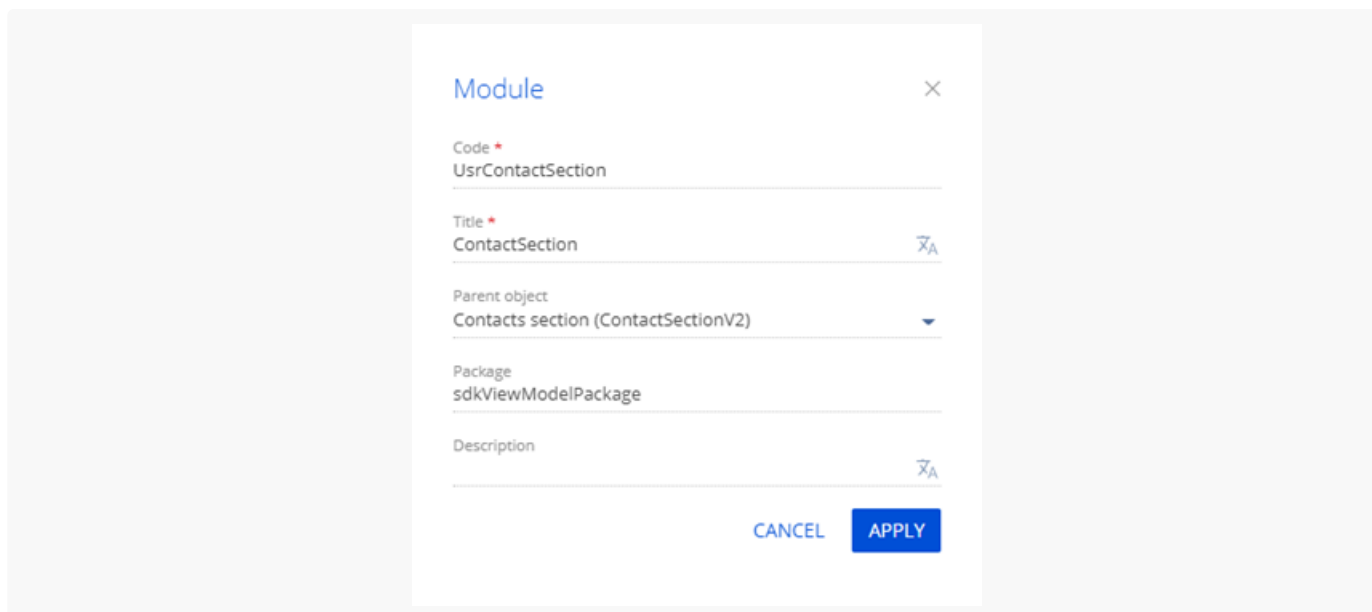 Module
Code *
UsrContactSection
Title *
ContactSection
Parent object
Contacts section (ContactSectionV2)
Package
sdkViewModelPackage
Description
CANCEL APPLY